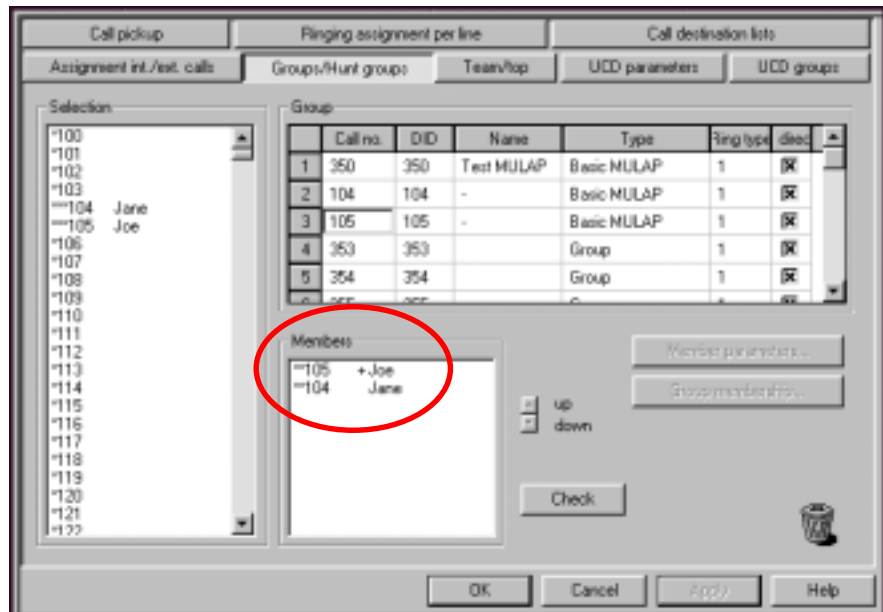 Call pickup Ringing assignment per line Call destination lists
Assignment int./ext. calls Groups/Hunt groups Team/top UCD parameters UCD groups
Selection
*100
*101
*102
*103
***104 Jane
***105 Joe
*106
*107
*108
*109
*110
*111
*112
*113
*114
*115
*116
*117
*118
*119
*120
*121
*122
Group
Call no. DID Name Type Ring type direc
1 350 350 Test MULAP Basic MULAP 1
2 104 104 - Basic MULAP 1
3 105 105 - Basic MULAP 1
4 353 353 Group 1
5 354 354 Group 1
Members
**105 +Joe
**104 Jane
up
down
Member parameters...
Group membership...
Check
OK Cancel Apply Help